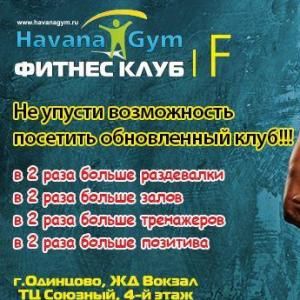 www.havanagym.ru
Havana Gym
ФИТНЕС КЛУБ | F
Не упусти возможность
посетить обновленный клуб!!!
в 2 раза больше раздевалки
в 2 раза больше залов
в 2 раза больше тремажеров
в 2 раза больше позитива
г.Одинцово, ЖД Вокзал
ТЦ Союзный, 4-й этаж